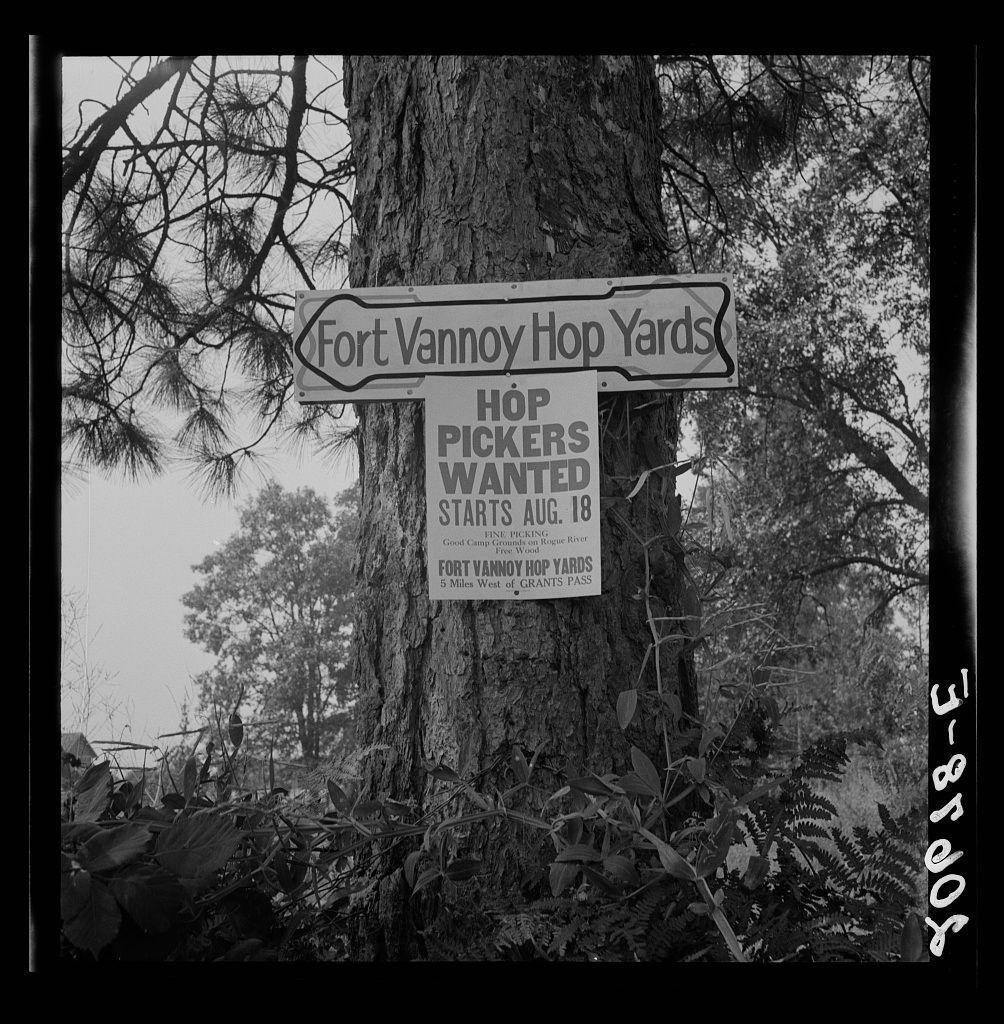 Fort Vannoy Hop Yards
HOP
PICKERS
WANTED
STARTS AUG. 18
FINE PICKING
Good Camp Grounds on Rogue River
Free Wood
FORT VANNOY HOP YARDS
5 Miles West of GRANTS PASS
20678-E